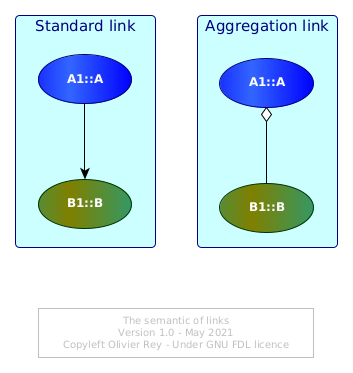 Standard link
A1::A
B1::B
Aggregation link
A1::A
B1::B
The semantic of links
Version 1.0 - May 2021
Copyleft Olivier Rey - Under GNU FDL licence